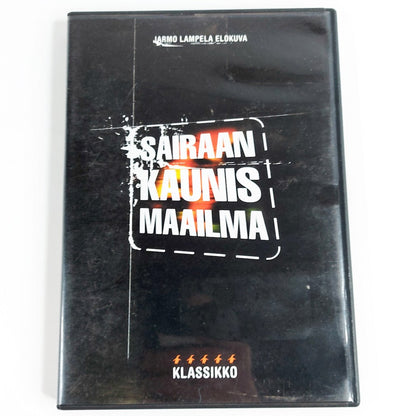 JARMO LAMPELA ELOKUVA
SAIRAAN
KAUNIS
MAAILMA
KLASSIKKO